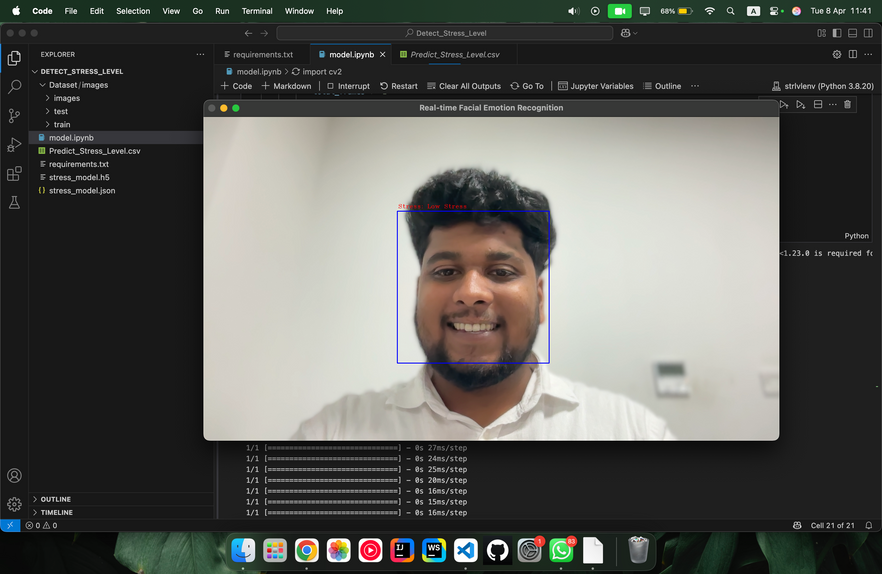 Code File Edit Selection View Go Run Terminal Window Help 68% A Tue 8 Apr 11:41
Detect_Stress_Level
EXPLORER
requirements.txt model.ipynb Predict_Stress_Level.csv
DETECT_STRESS_LEVEL
model.ipynb > import cv2
Dataset/images
+ Code + Markdown Interrupt Restart Clear All Outputs Go To Jupyter Variables Outline ... strlvlenv (Python 3.8.20)
images
test
train
model.ipynb
Predict_Stress_Level.csv
requirements.txt
stress_model.h5
stress_model.json
Real-time Facial Emotion Recognition
Stress: Low Stress
Python
<1.23.0 is required fo
1/1 [==============================] - 0s 27ms/step
1/1 [==============================] - 0s 24ms/step
1/1 [==============================] - 0s 25ms/step
1/1 [==============================] - 0s 20ms/step
1/1 [==============================] - 0s 16ms/step
1/1 [==============================] - 0s 15ms/step
1/1 [==============================] - 0s 16ms/step
OUTLINE
TIMELINE
0 0
Cell 21 of 21
WS
1
83